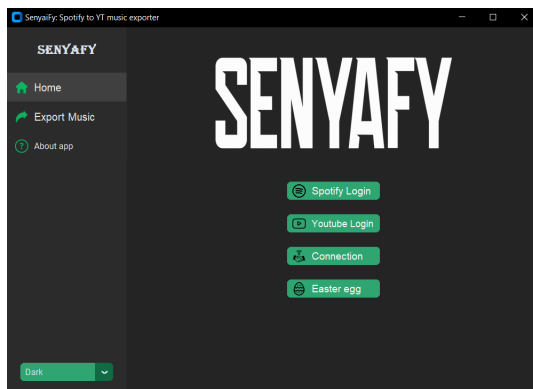 SenyaiFy: Spotify to YT music exporter
SENYAFY
Home
Export Music
About app
Dark
SENYAFY
Spotify Login
Youtube Login
Connection
Easter egg